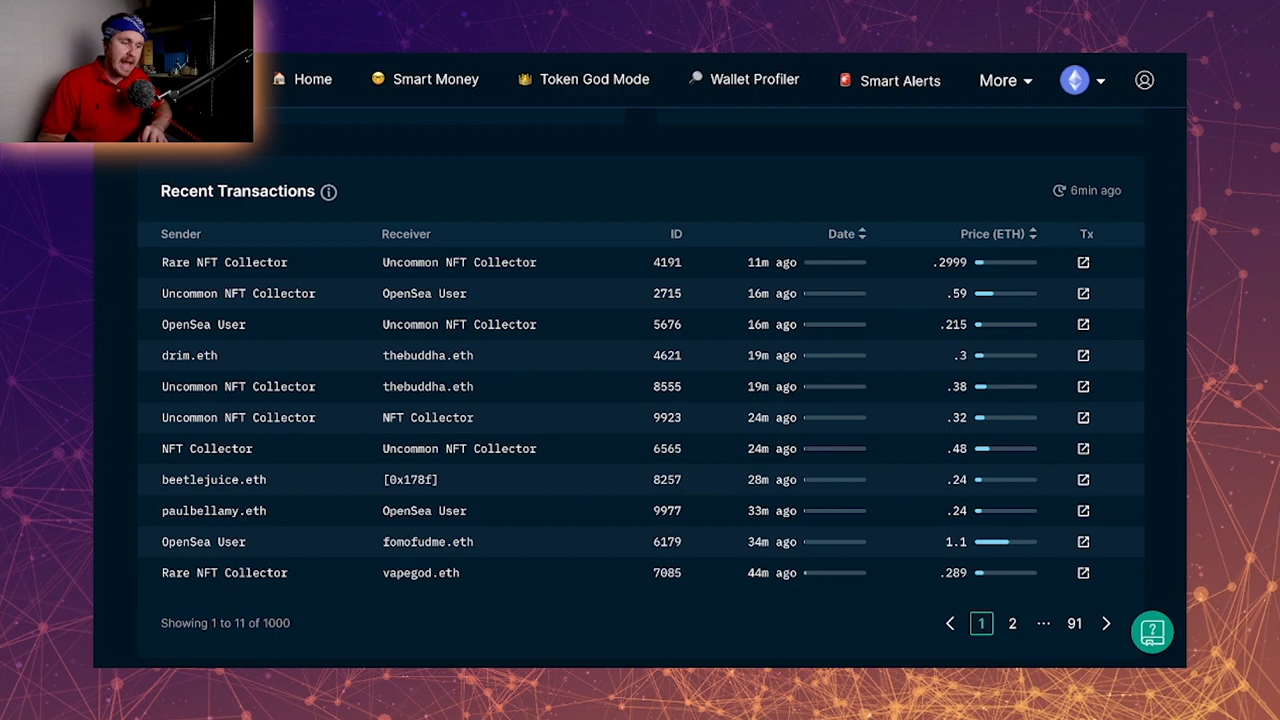 Home Smart Money Token God Mode Wallet Profiler Smart Alerts More
Recent Transactions 6min ago
Sender Receiver ID Date Price (ETH) Tx
Rare NFT Collector Uncommon NFT Collector 4191 11m ago .2999
Uncommon NFT Collector OpenSea User 2715 16m ago .59
OpenSea User Uncommon NFT Collector 5676 16m ago .215
drim.eth thebuddha.eth 4621 19m ago .3
Uncommon NFT Collector thebuddha.eth 8555 19m ago .38
Uncommon NFT Collector NFT Collector 9923 24m ago .32
NFT Collector Uncommon NFT Collector 6565 24m ago .48
beetlejuice.eth [0x178f] 8257 28m ago .24
paulbellamy.eth OpenSea User 9977 33m ago .24
OpenSea User fomofudme.eth 6179 34m ago 1.1
Rare NFT Collector vapegod.eth 7085 44m ago .289
Showing 1 to 11 of 1000 1 2 ··· 91